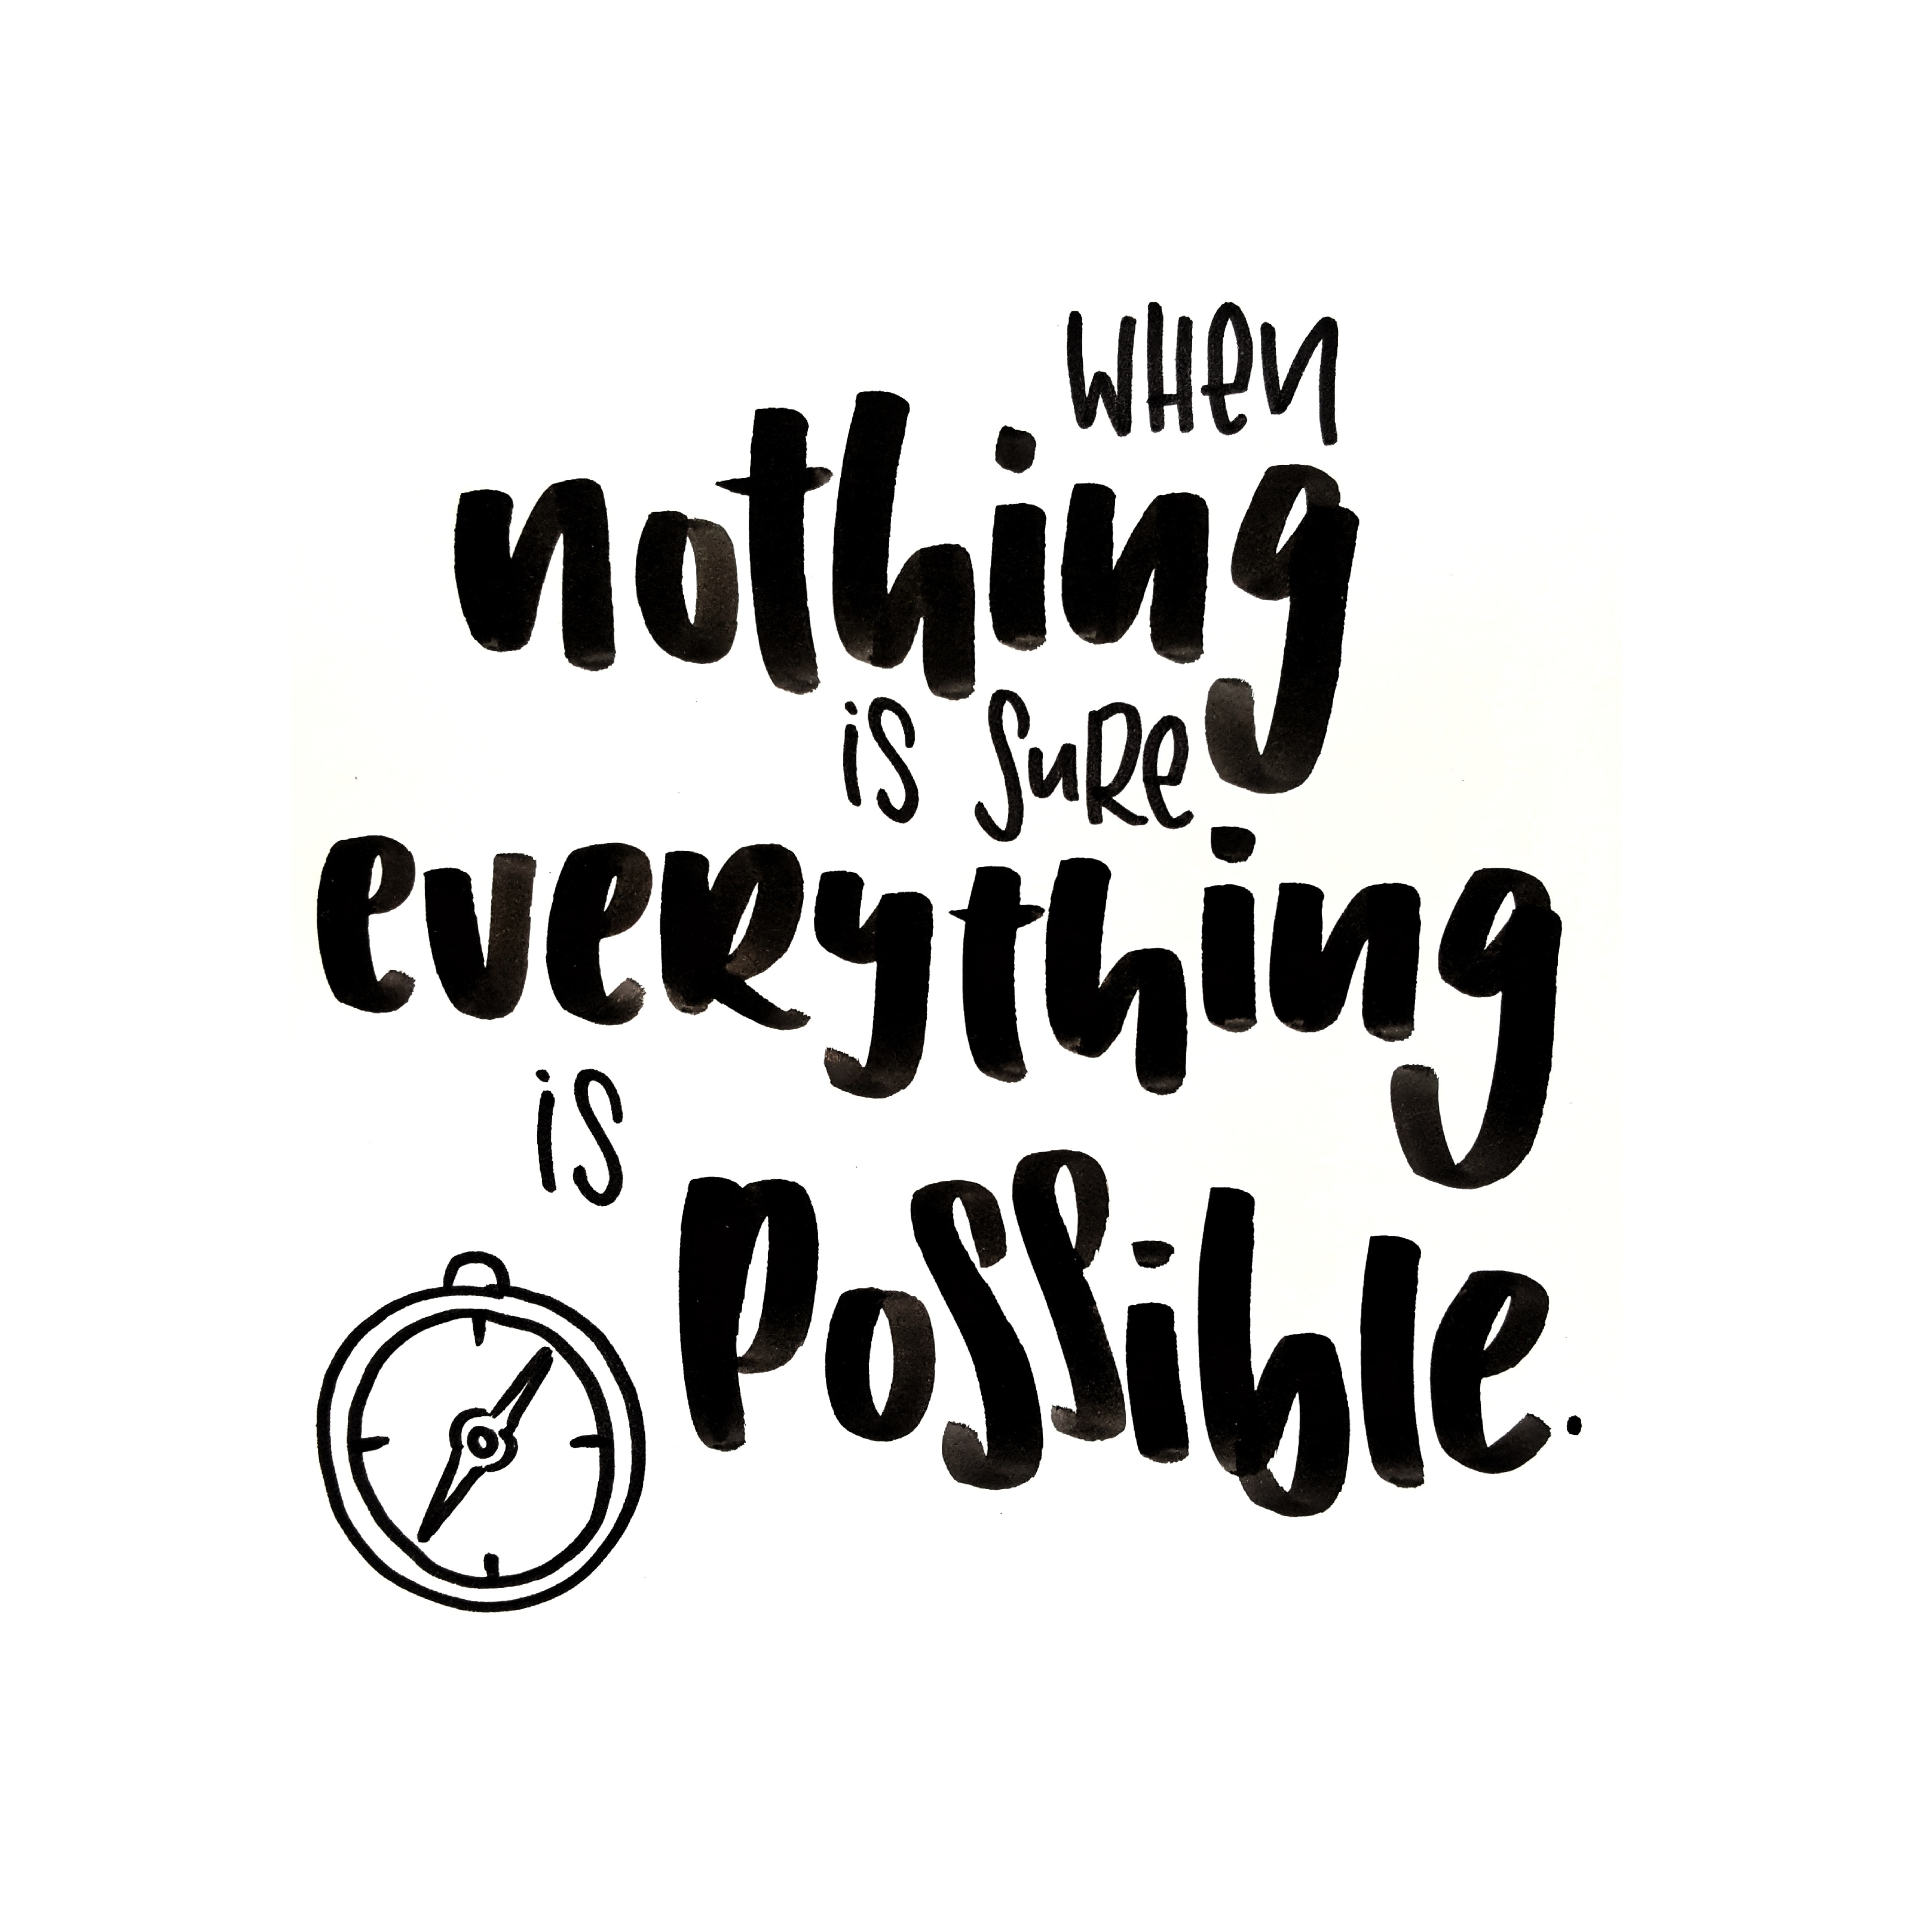 when
nothing
is sure
everything
is
possible.